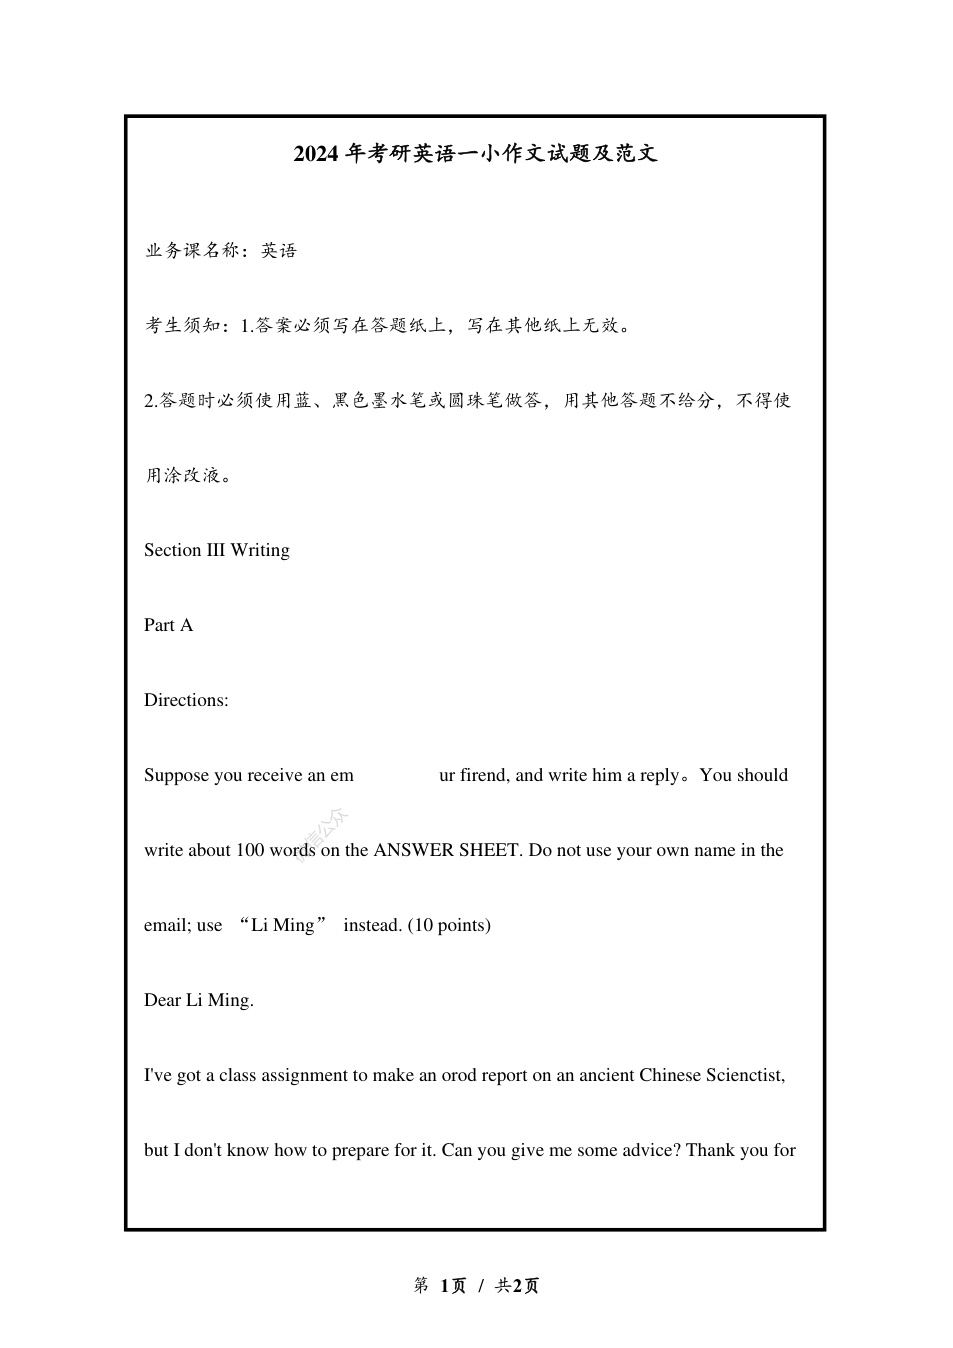 2024 年考研英语一小作文试题及范文
业务课名称：英语
考生须知：1.答案必须写在答题纸上，写在其他纸上无效。
2.答题时必须使用蓝、黑色墨水笔或圆珠笔做答，用其他答题不给分，不得使
用涂改液。
Section III Writing
Part A
Directions:
Suppose you receive an em ur firend, and write him a reply。You should
信公众
write about 100 words on the ANSWER SHEET. Do not use your own name in the
email; use “Li Ming” instead. (10 points)
Dear Li Ming.
I've got a class assignment to make an orod report on an ancient Chinese Scienctist,
but I don't know how to prepare for it. Can you give me some advice? Thank you for
第 1页 / 共2页